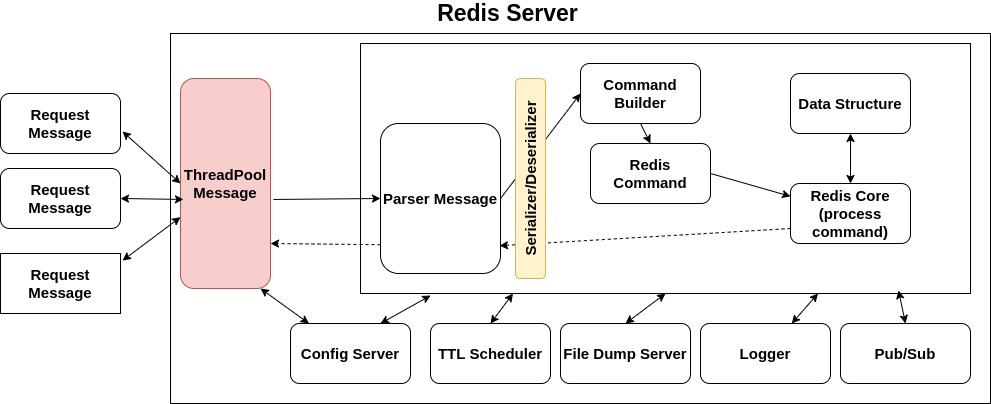 Redis Server
Request
Message
Request
Message
Request
Message
ThreadPool
Message
Parser Message
Serializer/Deserializer
Command
Builder
Redis
Command
Data Structure
Redis Core
(process
command)
Config Server
TTL Scheduler
File Dump Server
Logger
Pub/Sub